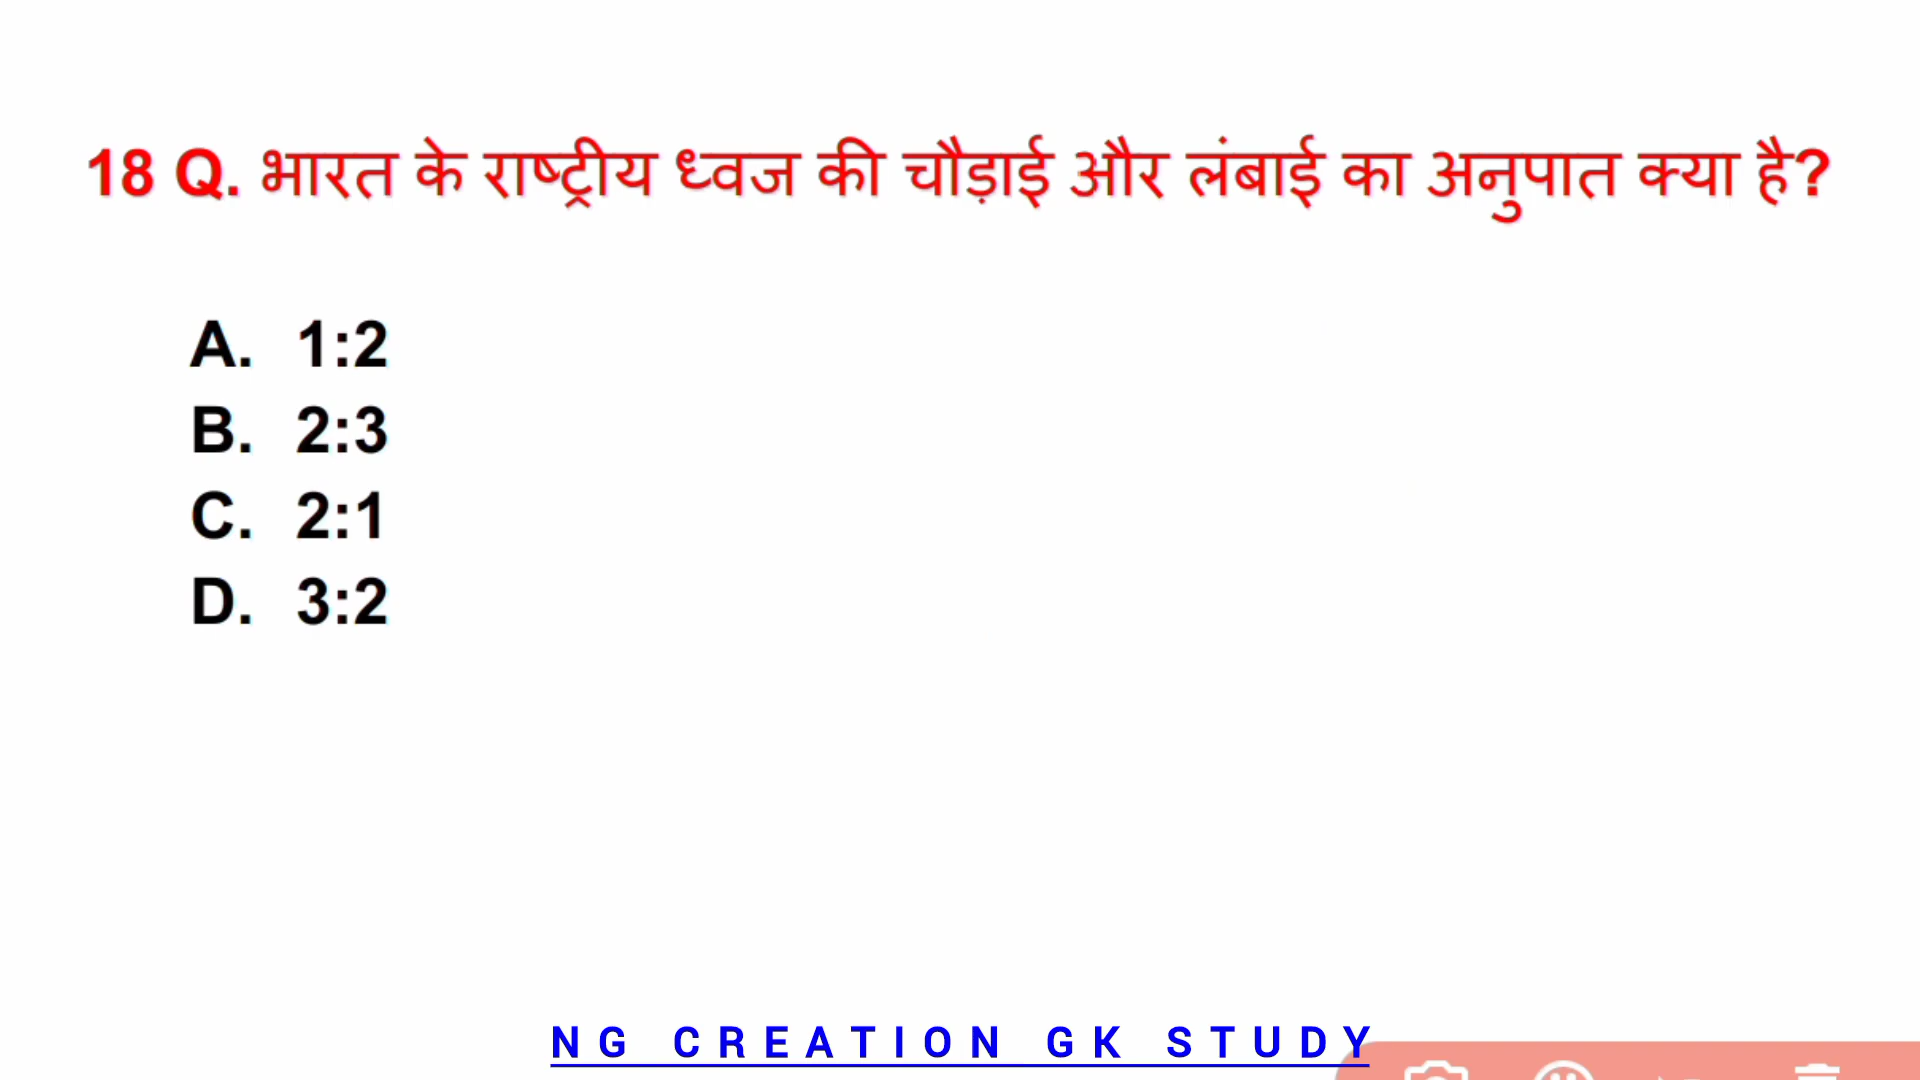 18 Q. भारत के राष्ट्रीय ध्वज की चौड़ाई और लंबाई का अनुपात क्या है?
A. 1:2
B. 2:3
C. 2:1
D. 3:2
NG CREATION GK STUDY